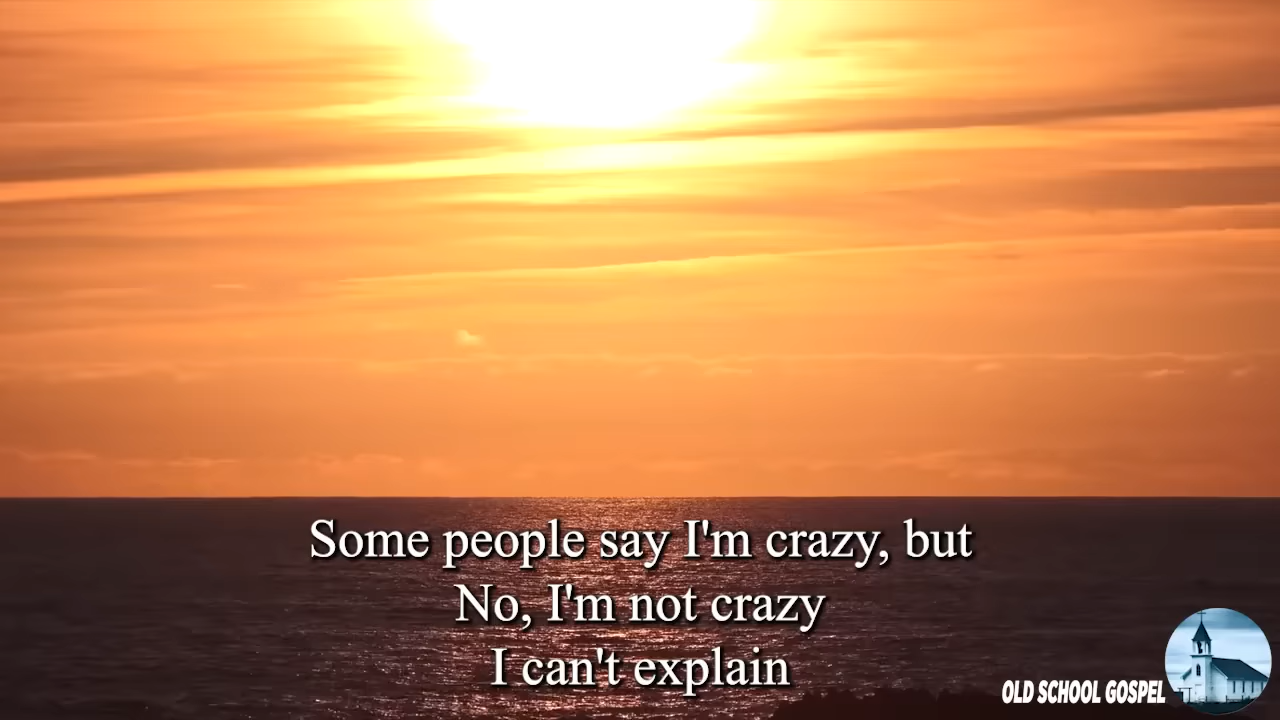 Some people say I'm crazy, but
No, I'm not crazy
I can't explain
OLD SCHOOL GOSPEL